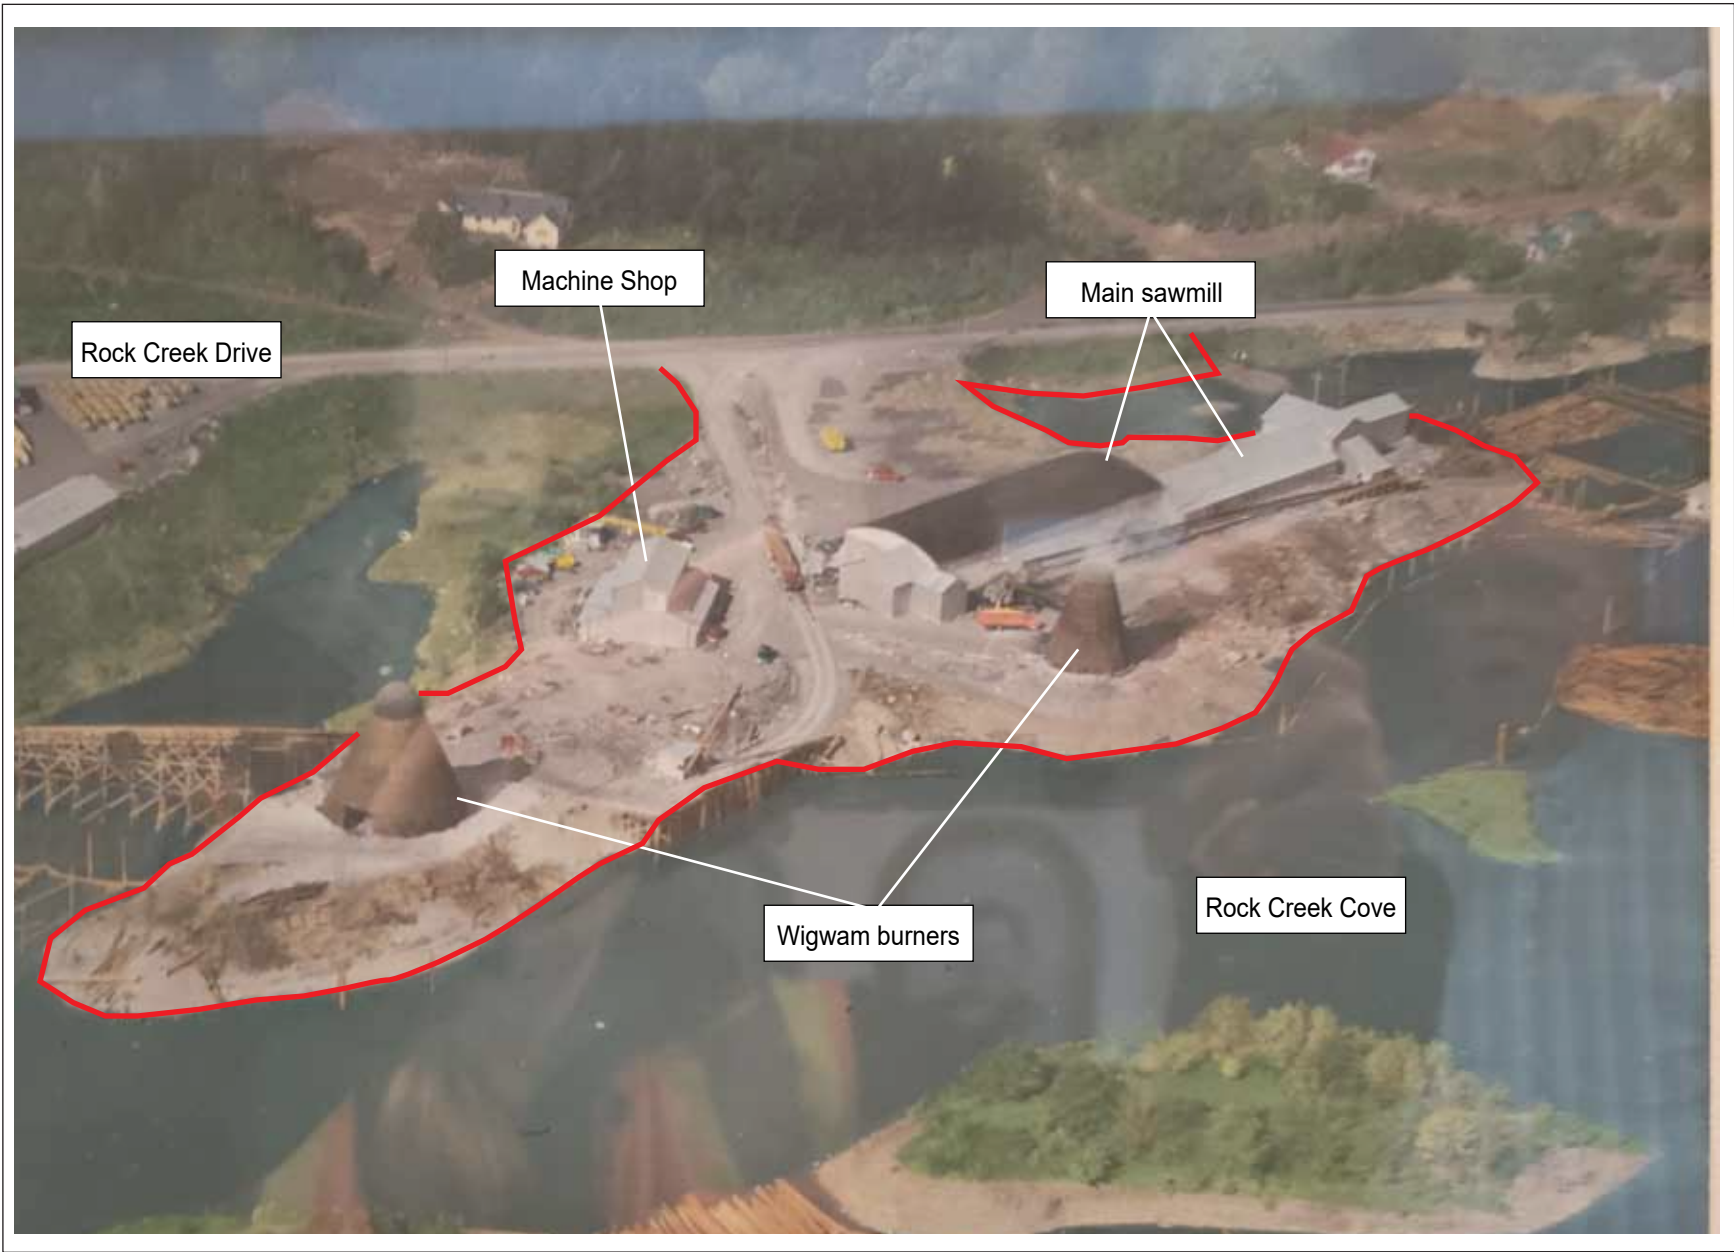 Machine Shop
Main sawmill
Rock Creek Drive
Rock Creek Cove
Wigwam burners